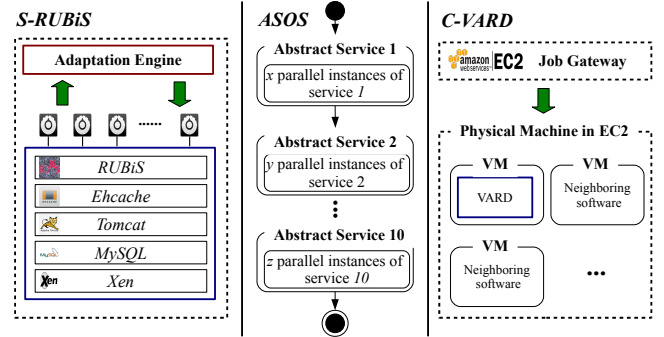 S-RUBiS
Adaptation Engine
RUBiS
Ehcache
Tomcat
MySQL
Xen
ASOS
Abstract Service 1
x parallel instances of
service 1
Abstract Service 2
y parallel instances of
service 2
Abstract Service 10
z parallel instances of
service 10
C-VARD
amazon
webservices
EC2
Job Gateway
Physical Machine in EC2
VM
VARD
VM
Neighboring
software
VM
Neighboring
software